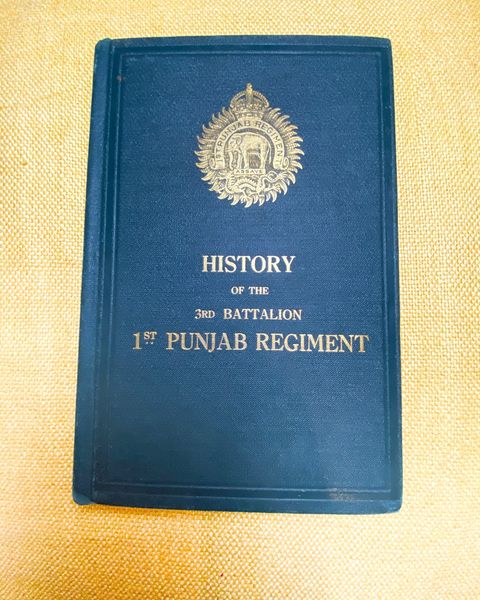 1ST PUNJAB REGIMENT
ASSAYE
HISTORY
OF THE
3RD BATTALION
1ST PUNJAB REGIMENT